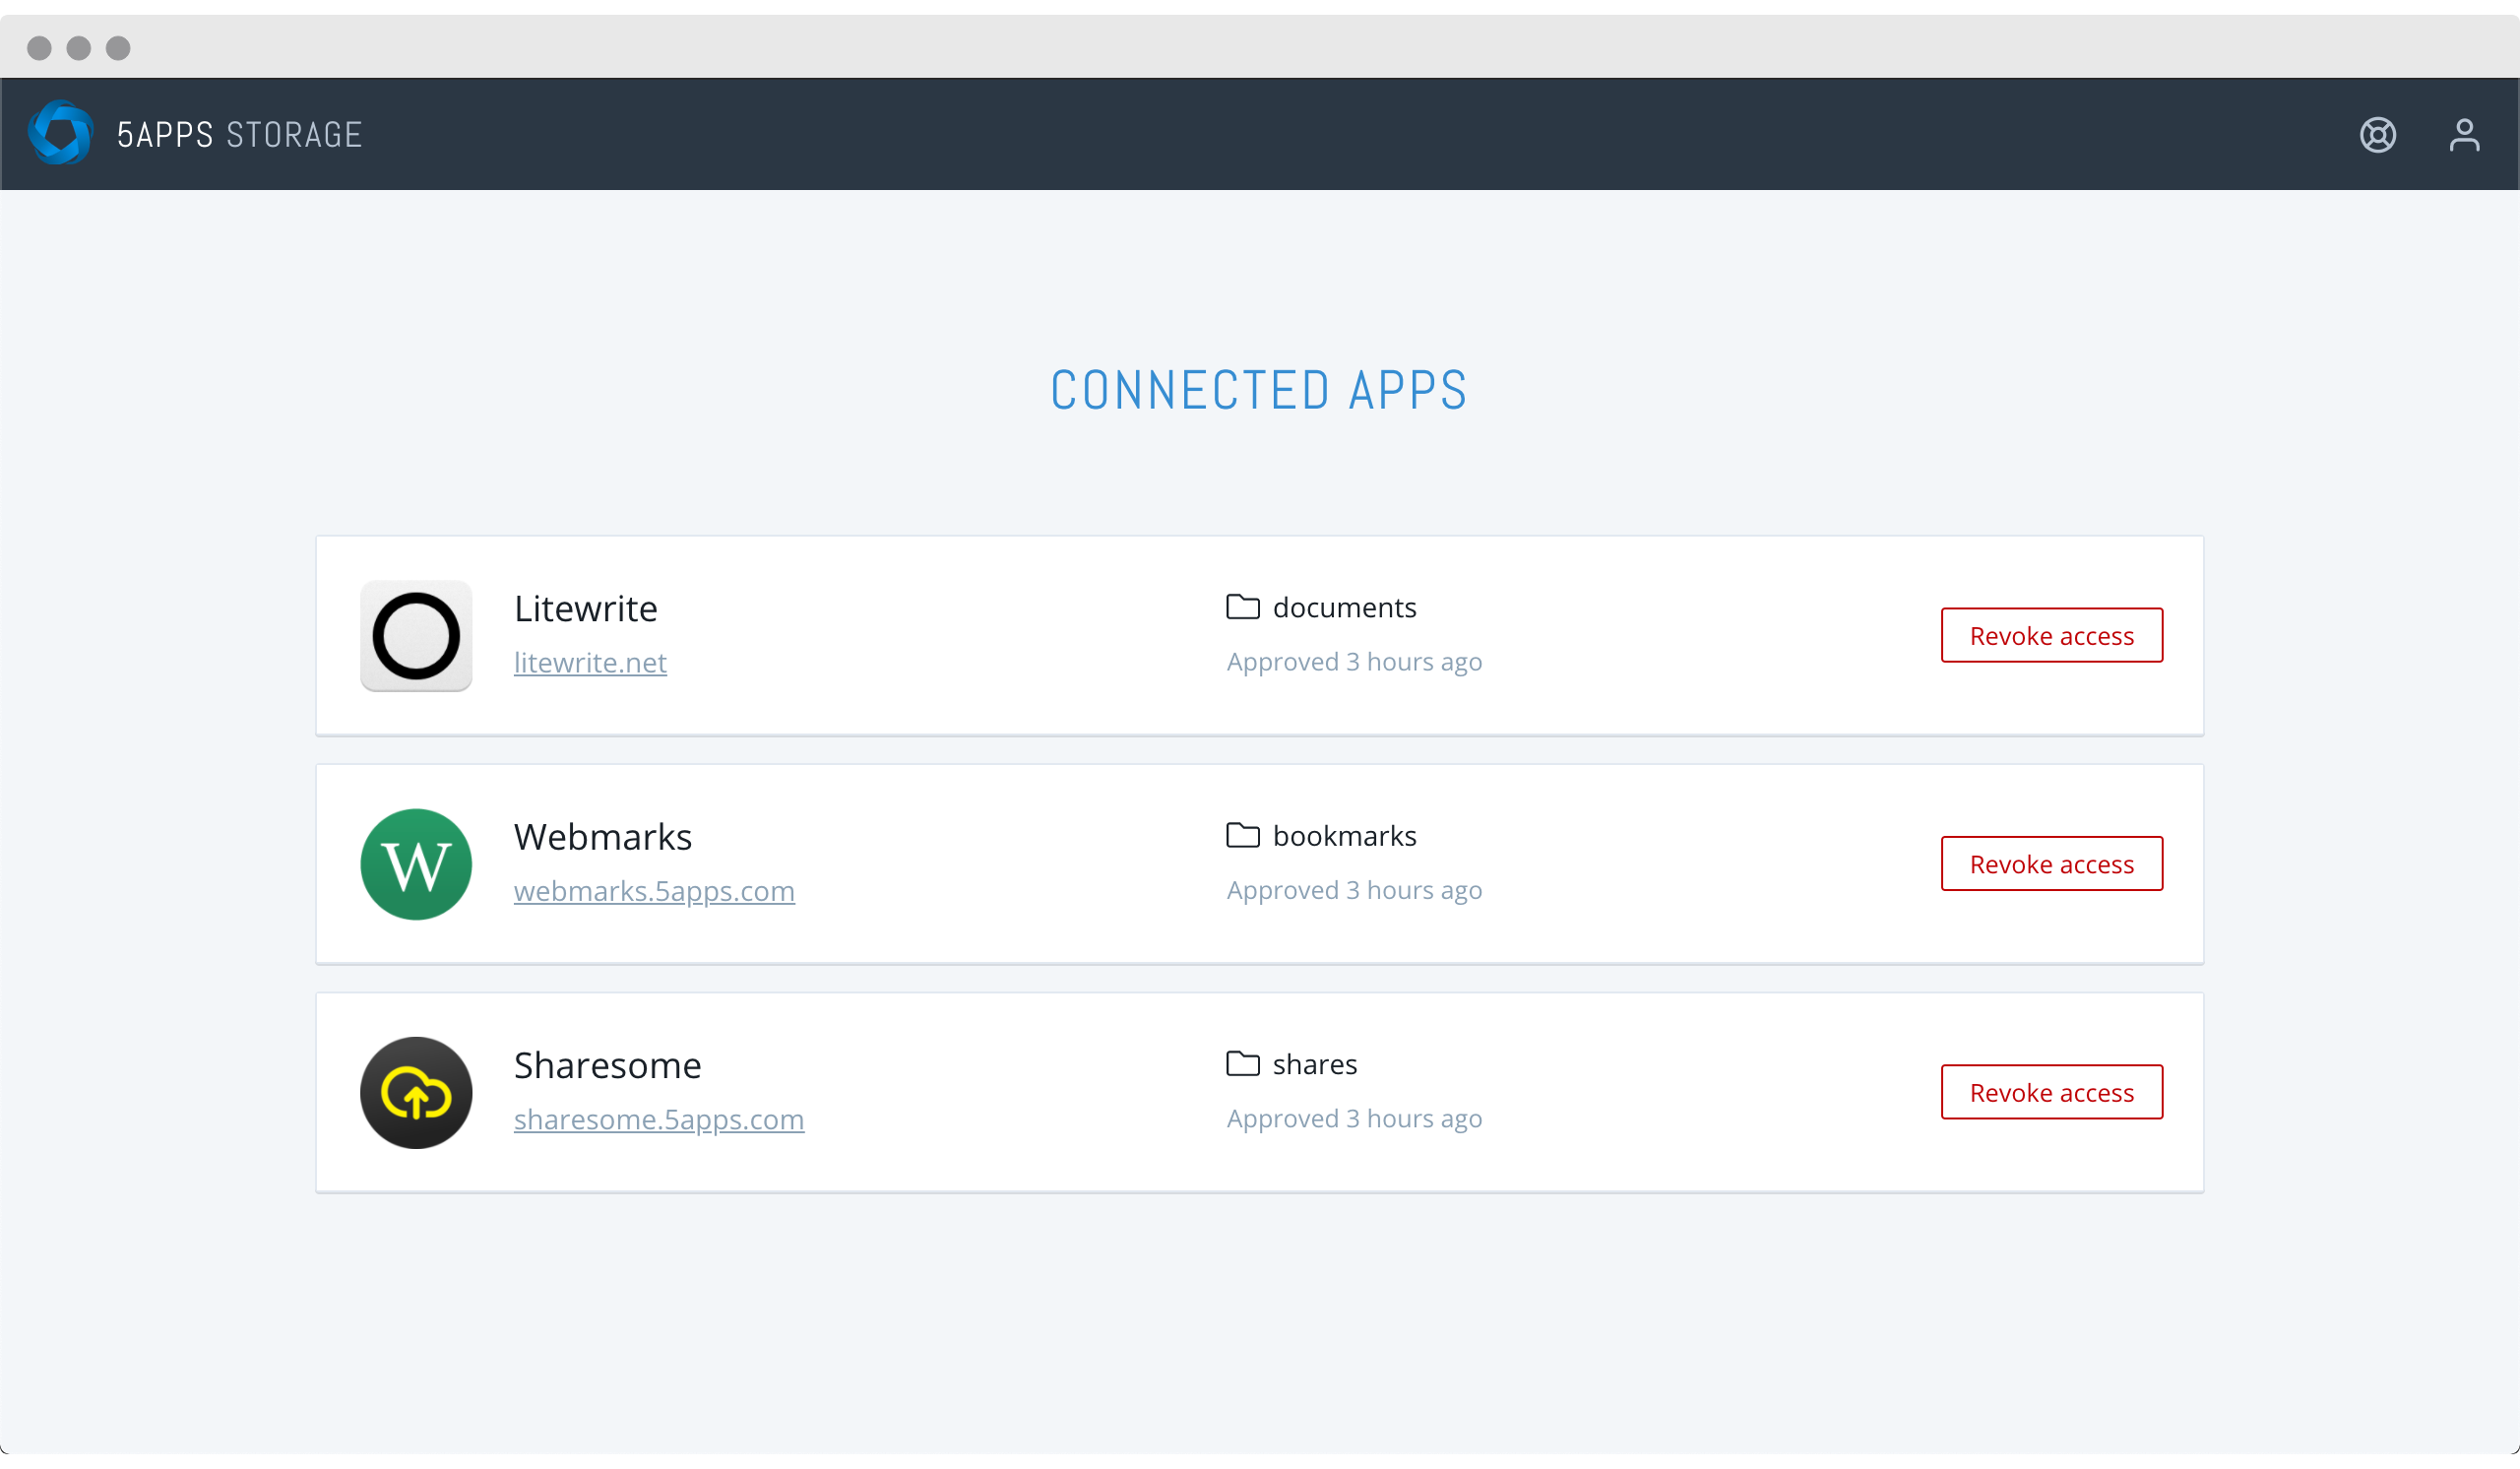 5APPS STORAGE
CONNECTED APPS
Litewrite
litewrite.net
documents
Approved 3 hours ago
Revoke access
W
Webmarks
webmarks.5apps.com
bookmarks
Approved 3 hours ago
Revoke access
Sharesome
sharesome.5apps.com
shares
Approved 3 hours ago
Revoke access